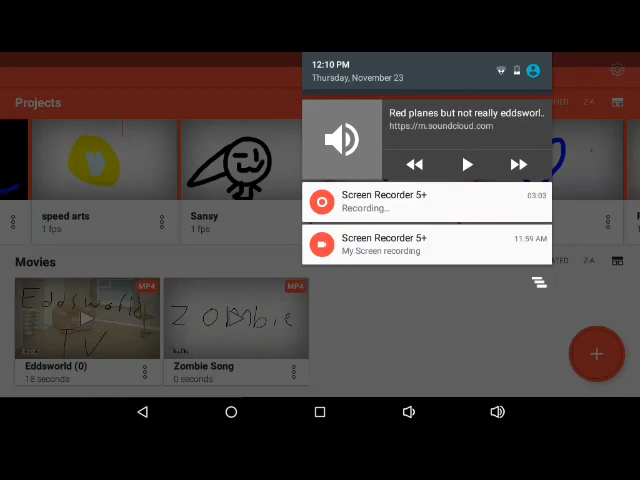 12:10 PM
Thursday, November 23
Projects
Z-A
Red planes but not really eddsworl..
https://m.soundcloud.com
Screen Recorder 5+
03:03
Recording...
speed arts
1 fps
Sansy
1 fps
Screen Recorder 5+
11:59 AM
My Screen recording
Movies
Z-A
MP4
MP4
Eddsworld
TV
ZOMBie
Eddsworld (0)
18 seconds
Zombie Song
0 seconds